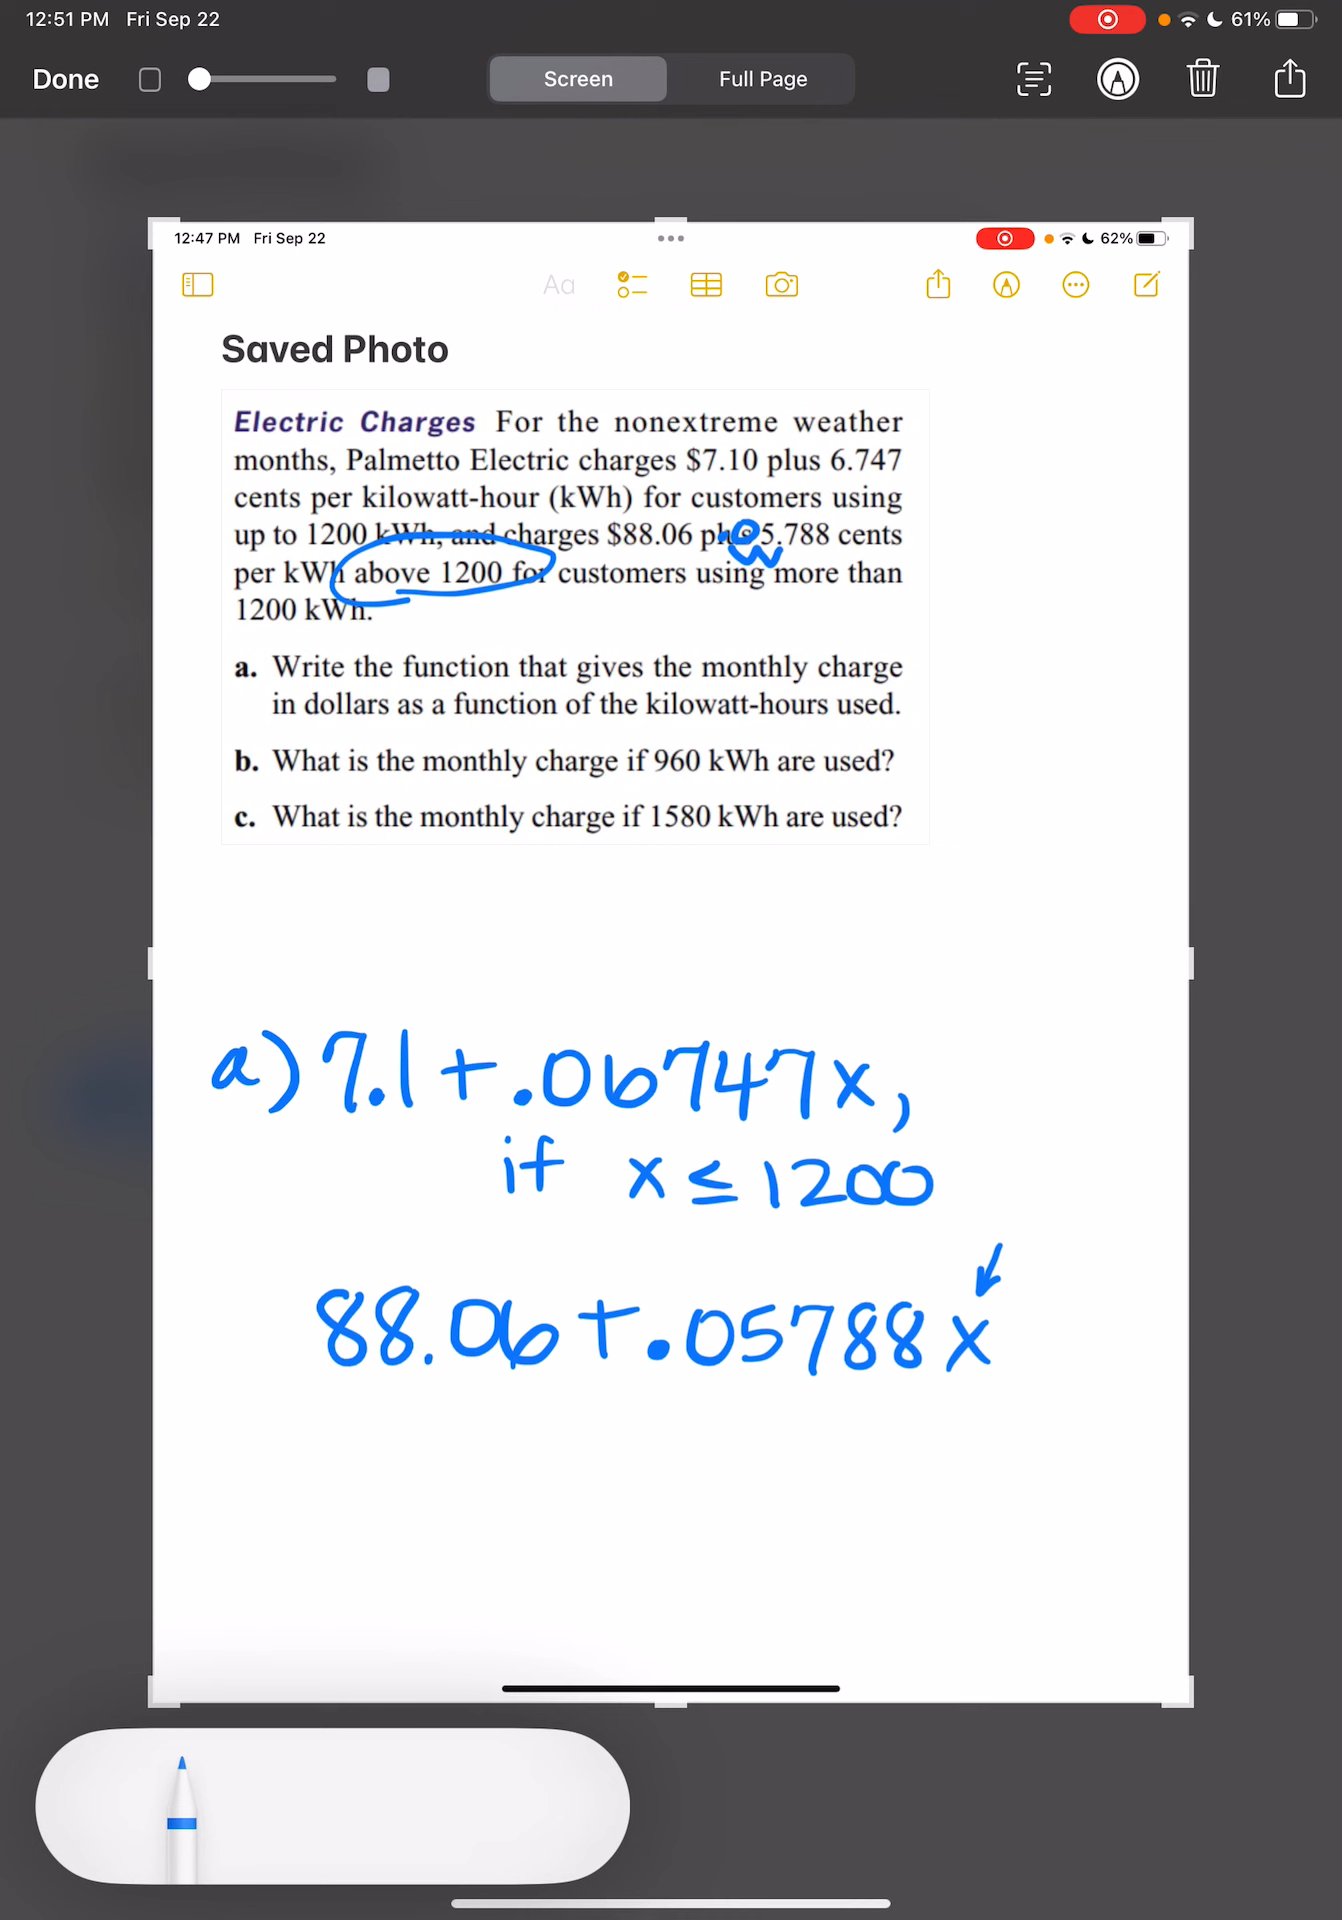 12:51 PM Fri Sep 22 61%
Done Screen Full Page
12:47 PM Fri Sep 22 62%
Aa
Saved Photo
Electric Charges For the nonextreme weather
months, Palmetto Electric charges $7.10 plus 6.747
cents per kilowatt-hour (kWh) for customers using
up to 1200 kWh, and charges $88.06 plus 5.788 cents
per kWh above 1200 for customers using more than
1200 kWh.
a. Write the function that gives the monthly charge
in dollars as a function of the kilowatt-hours used.
b. What is the monthly charge if 960 kWh are used?
c. What is the monthly charge if 1580 kWh are used?
a) 7.1 + .06747x,
if x ≤ 1200
88.06 + .05788x